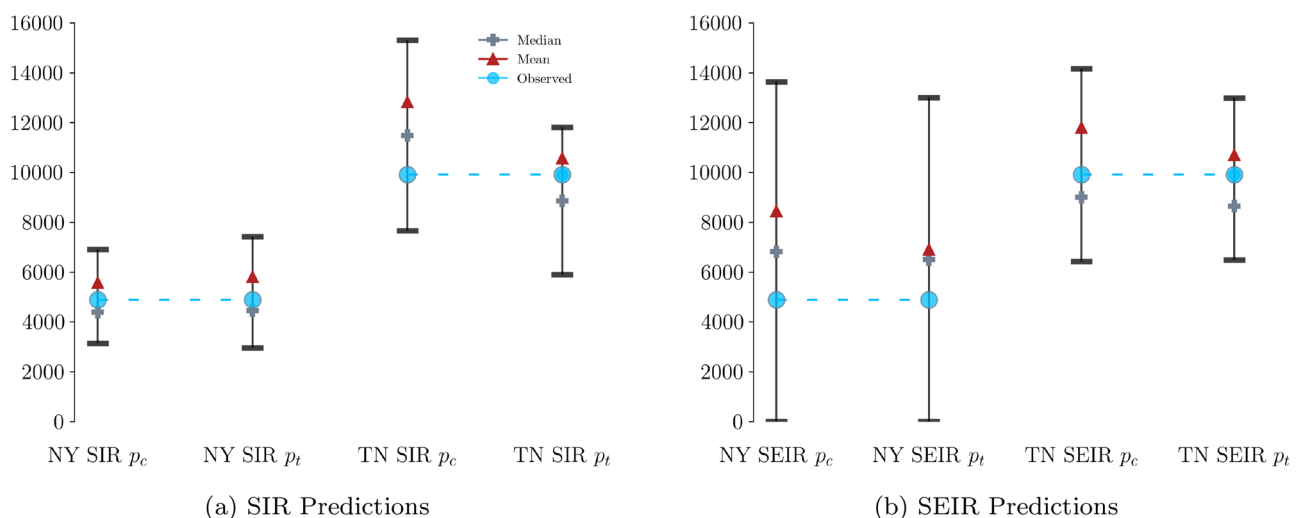 16000
14000
12000
10000
8000
6000
4000
2000
0
Median
Mean
Observed
NY SIR p_c
NY SIR p_t
TN SIR p_c
TN SIR p_t
(a) SIR Predictions
16000
14000
12000
10000
8000
6000
4000
2000
0
NY SEIR p_c
NY SEIR p_t
TN SEIR p_c
TN SEIR p_t
(b) SEIR Predictions